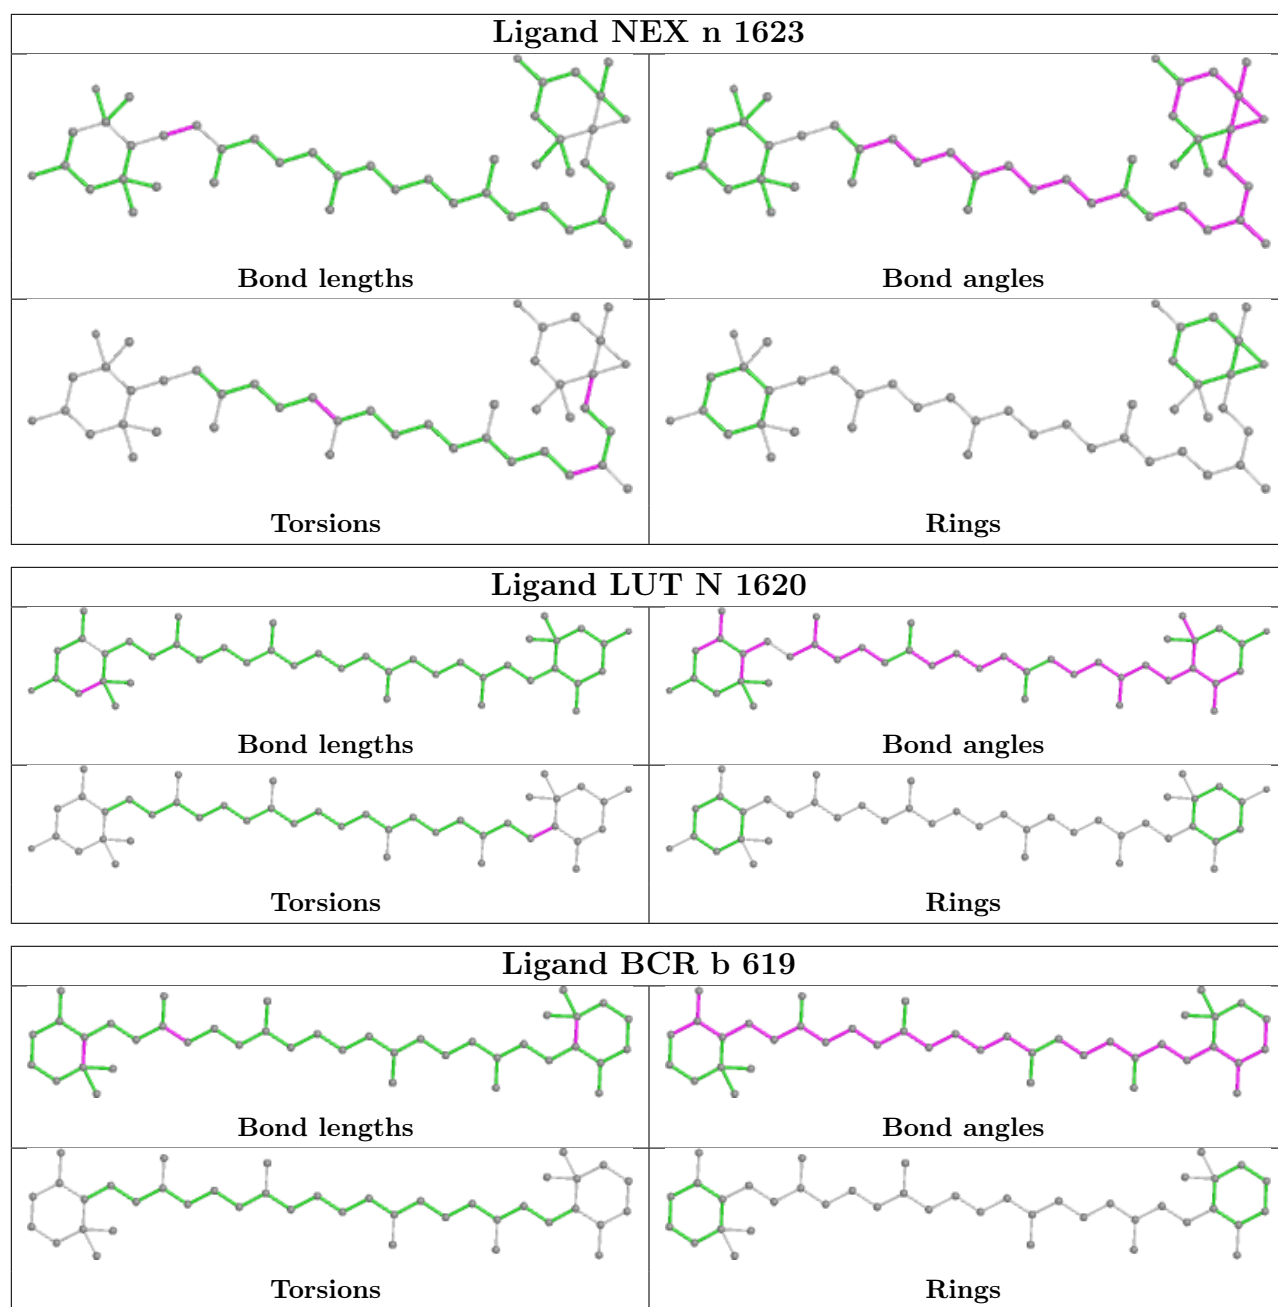 Ligand NEX n 1623
Bond lengths
Bond angles
Torsions
Rings
Ligand LUT N 1620
Bond lengths
Bond angles
Torsions
Rings
Ligand BCR b 619
Bond lengths
Bond angles
Torsions
Rings